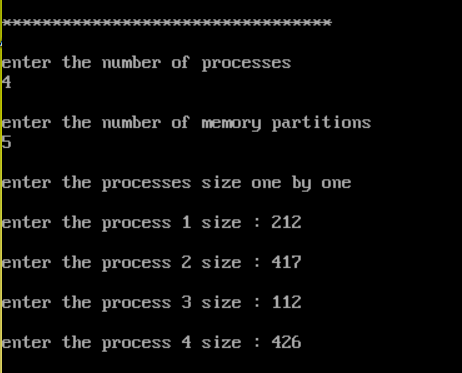 *********************************
enter the number of processes
4
enter the number of memory partitions
5
enter the processes size one by one
enter the process 1 size : 212
enter the process 2 size : 417
enter the process 3 size : 112
enter the process 4 size : 426